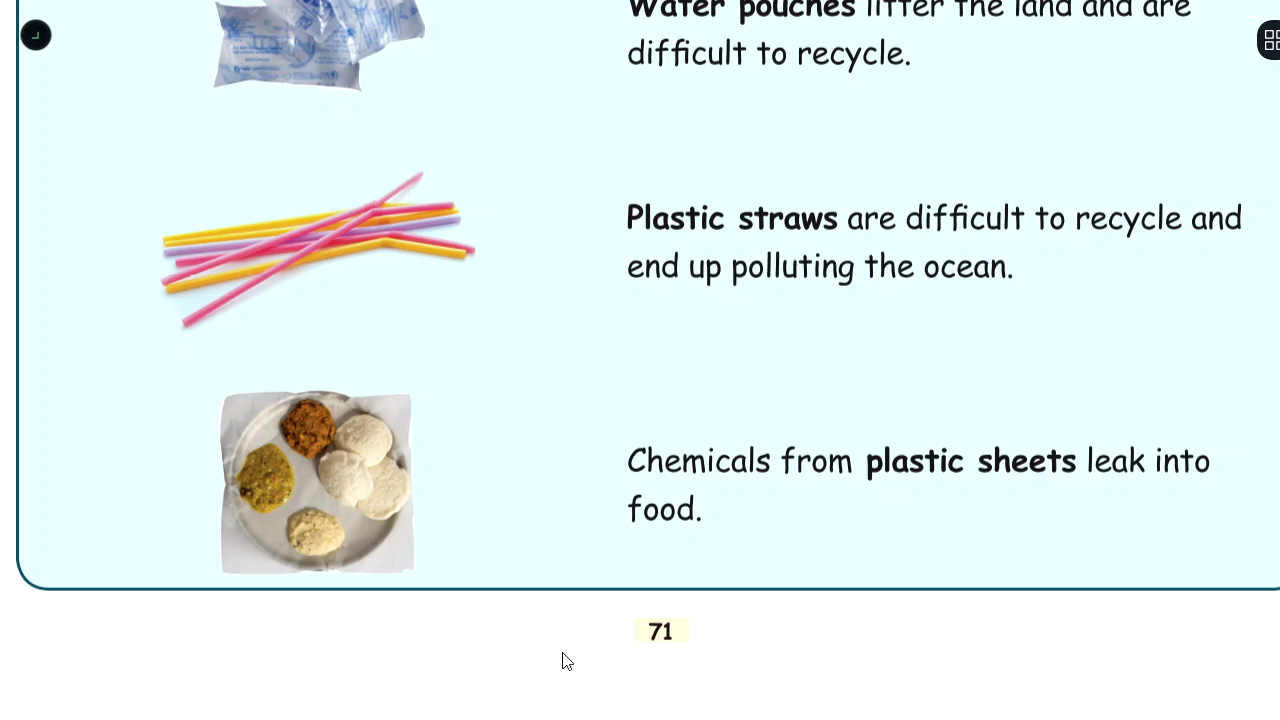 Water pouches litter the land and are
difficult to recycle.
Plastic straws are difficult to recycle and
end up polluting the ocean.
Chemicals from plastic sheets leak into
food.
71